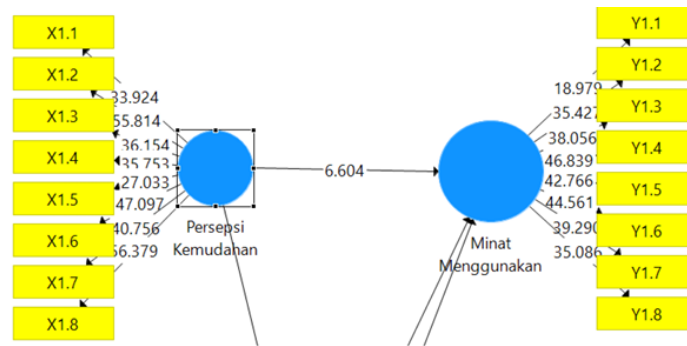 X1.1
X1.2
X1.3
X1.4
X1.5
X1.6
X1.7
X1.8
33.924
55.814
36.154
35.753
27.033
47.097
40.756
56.379
Persepsi
Kemudahan
6.604
Minat
Menggunakan
18.979
35.427
38.056
46.839
42.766
44.561
39.290
35.086
Y1.1
Y1.2
Y1.3
Y1.4
Y1.5
Y1.6
Y1.7
Y1.8